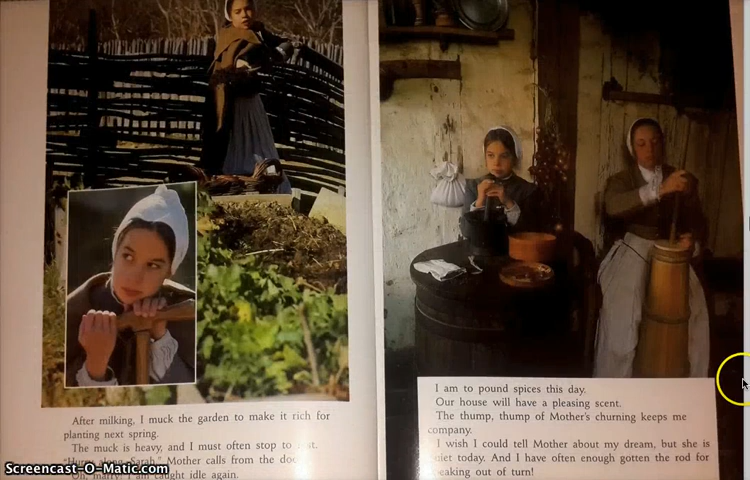 After milking, I muck the garden to make it rich for
planting next spring.
The muck is heavy, and I must often stop to
"Hurry along, Sarah," Mother calls from the
Oh, marry! I am caught idle again.
Screencast-O-Matic.com
I am to pound spices this day.
Our house will have a pleasing scent.
The thump, thump of Mother's churning keeps me
company.
I wish I could tell Mother about my dream, but she is
today. And I have often enough gotten the rod for
out of turn!